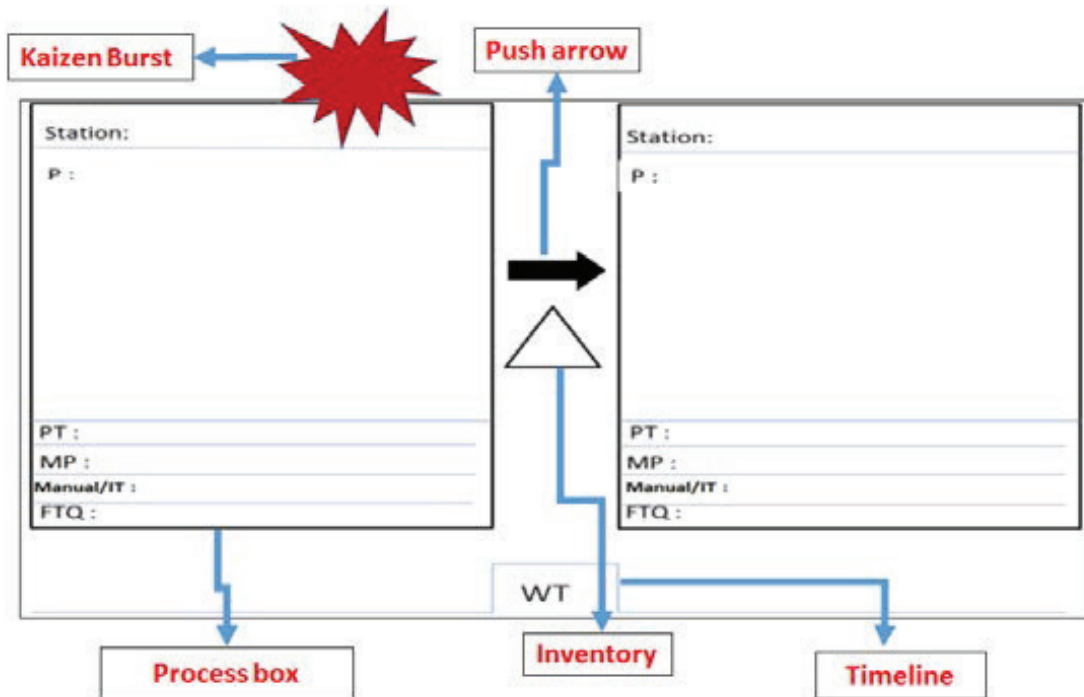 Kaizen Burst
Push arrow
Station:
P :
PT :
MP :
Manual/IT :
FTQ :
Station:
P :
PT :
MP :
Manual/IT :
FTQ :
WT
Process box
Inventory
Timeline